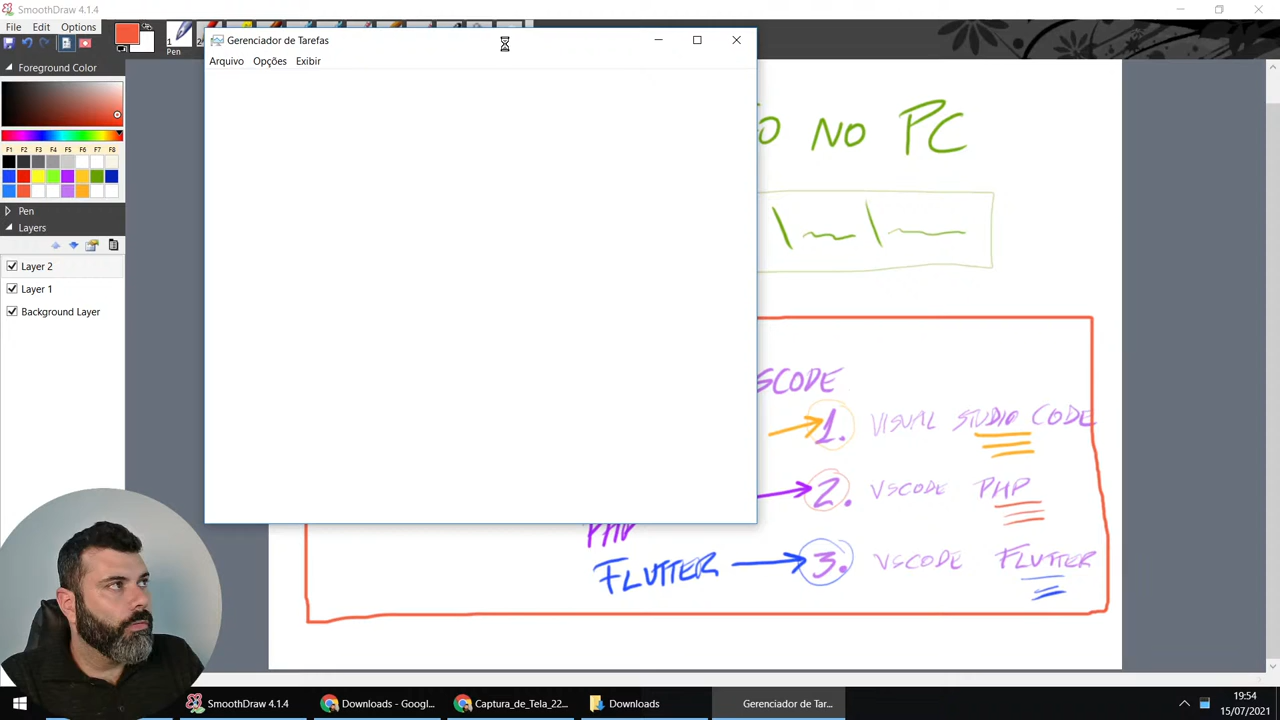 SmoothDraw 4.1.4
File Edit Options
Gerenciador de Tarefas
Arquivo Opções Exibir
1 Pen
Foreground Color
F1 F2 F3 F4 F5 F6 F7 F8
Pen
Layers
Layer 2
Layer 1
Background Layer
NO PC
SCODE
1. VISUAL STUDIO CODE
2. VSCODE PHP
PHP
FLUTTER 3. VSCODE FLUTTER
SmoothDraw 4.1.4
Downloads - Googl...
Captura_de_Tela_22...
Downloads
Gerenciador de Tar...
19:54
15/07/2021